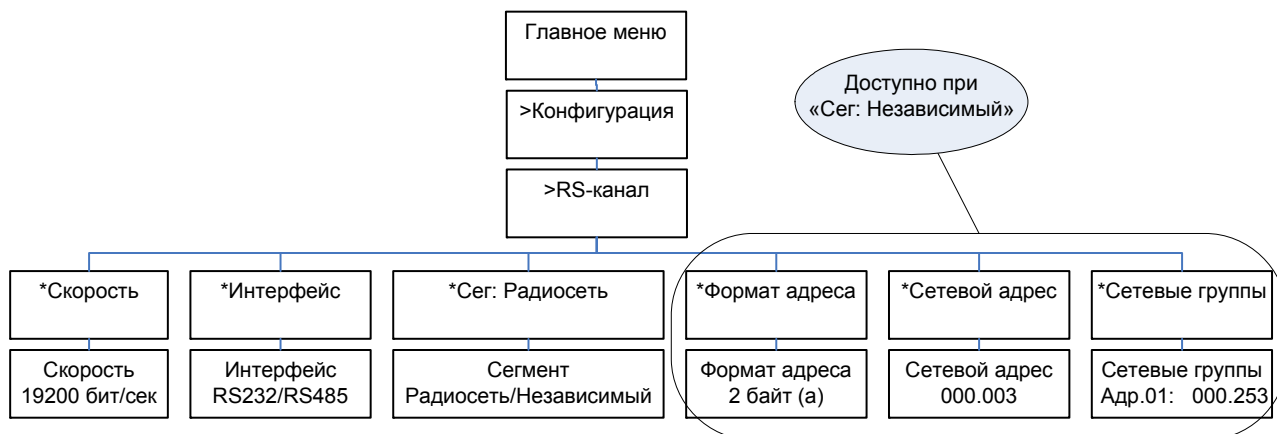 Главное меню
Доступно при
«Сег: Независимый»
>Конфигурация
>RS-канал
*Скорость
*Интерфейс
*Сег: Радиосеть
*Формат адреса
*Сетевой адрес
*Сетевые группы
Скорость
19200 бит/сек
Интерфейс
RS232/RS485
Сегмент
Радиосеть/Независимый
Формат адреса
2 байт (а)
Сетевой адрес
000.003
Сетевые группы
Адр.01: 000.253